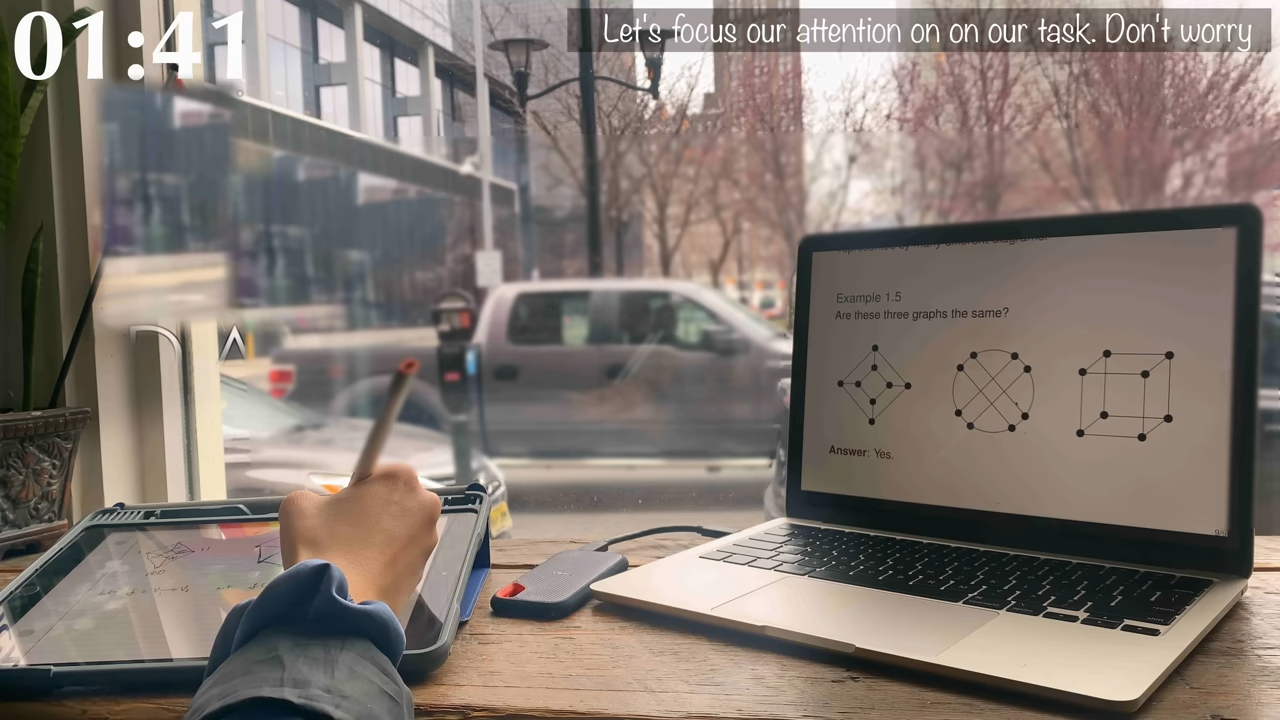 01:41
Let's focus our attention on on our task. Don't worry
Example 1.5
Are these three graphs the same?
Answer: Yes.